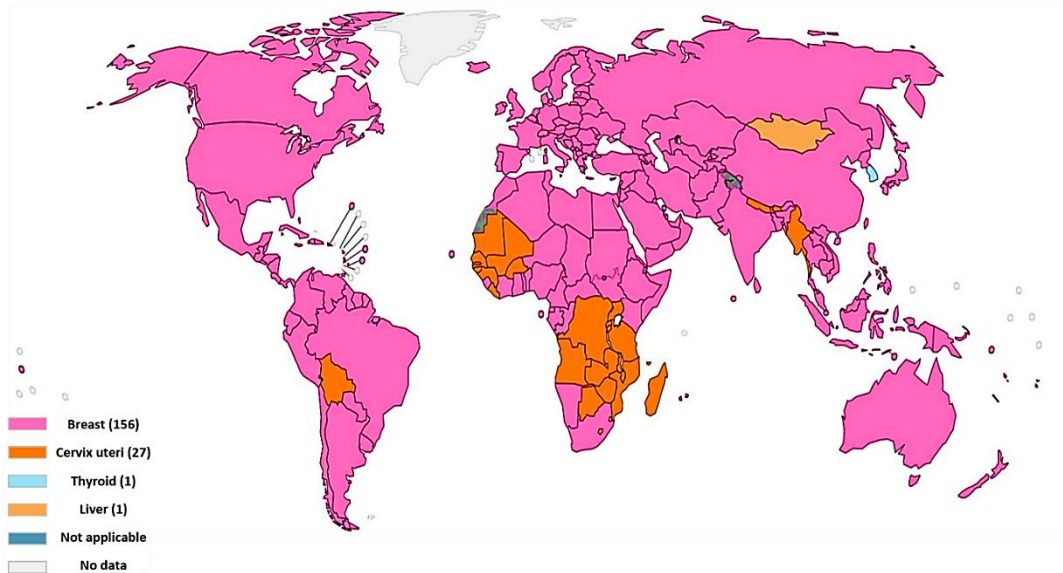 Breast (156)
Cervix uteri (27)
Thyroid (1)
Liver (1)
Not applicable
No data